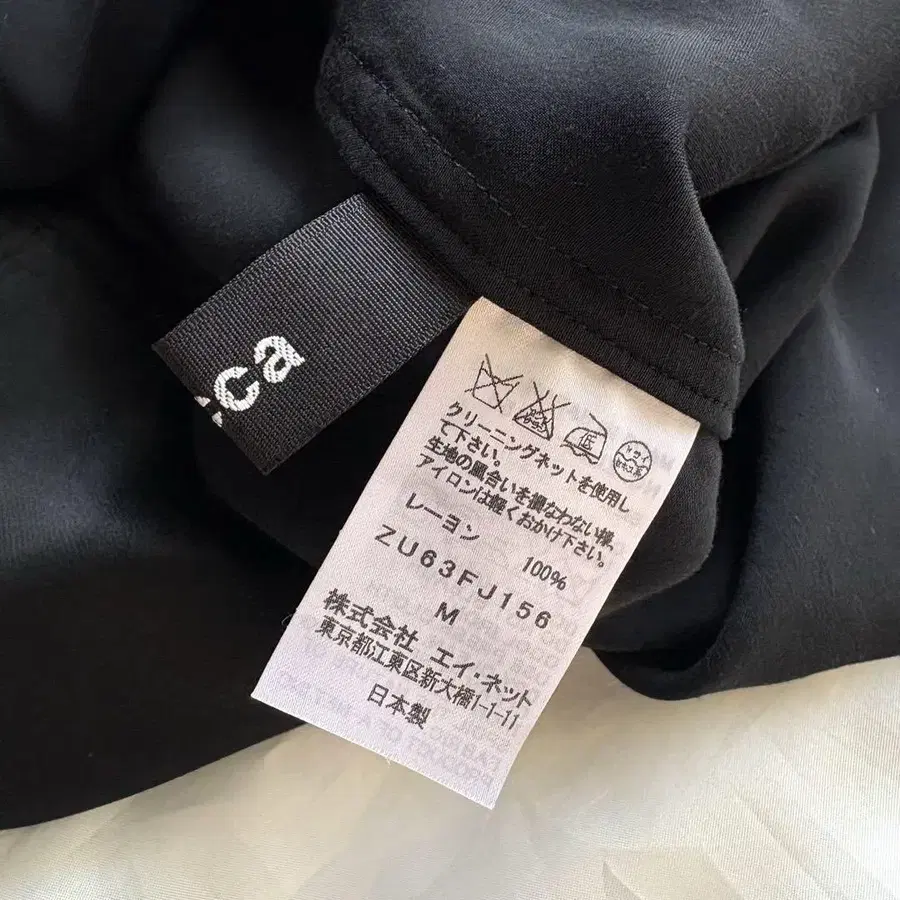 cca
クリーニングネットを使用し
て下さい。
生地の風合いを損なわない様、
アイロンは軽くおかけ下さい。
レーヨン 100%
ZU63FJ156
M
株式会社 エイ・ネット
東京都江東区新大橋1-1-11
日本製